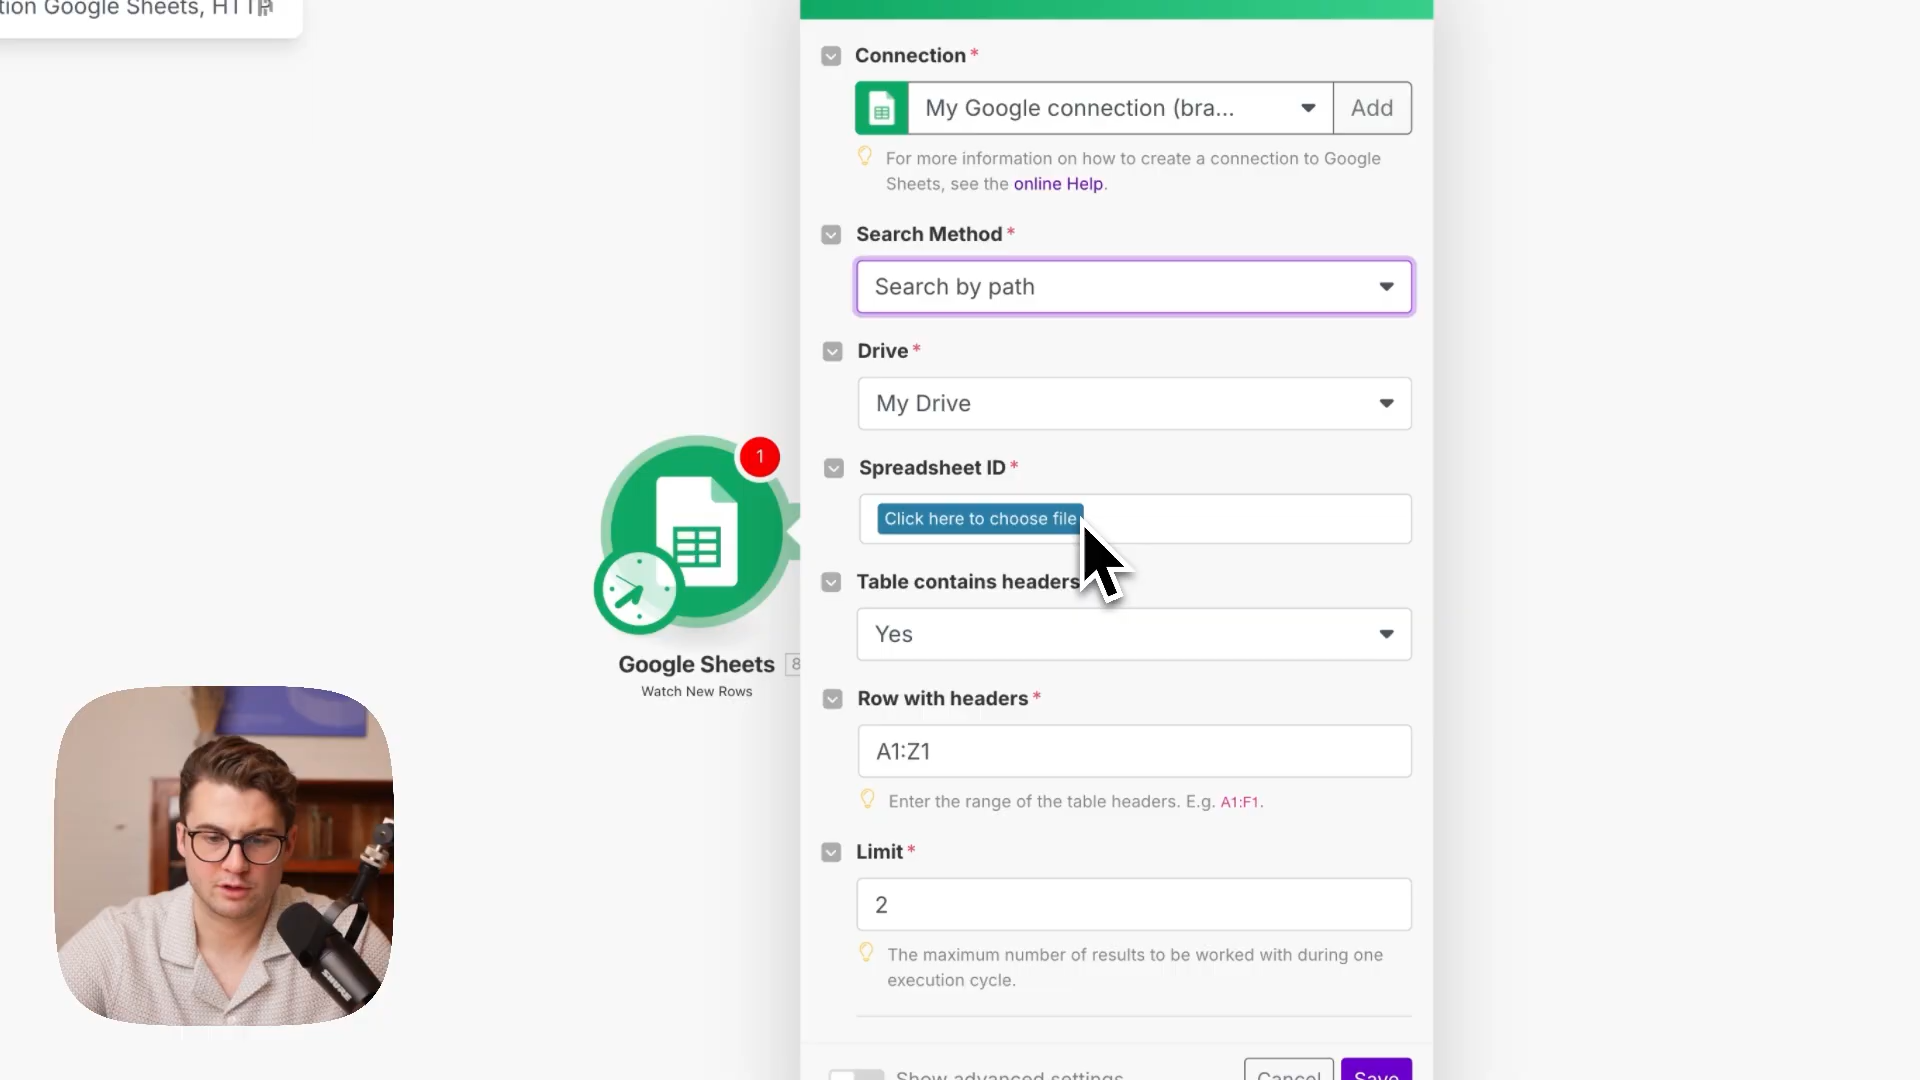 tion Google Sheets, HTTP
Connection *
My Google connection (bra...
Add
For more information on how to create a connection to Google
Sheets, see the online Help.
Search Method *
Search by path
Drive *
My Drive
Spreadsheet ID *
Click here to choose file
Table contains headers
Yes
Row with headers *
A1:Z1
Enter the range of the table headers. E.g. A1:F1.
Limit *
2
The maximum number of results to be worked with during one
execution cycle.
Show advanced settings
Cancel
Save
1
Google Sheets
8
Watch New Rows
SHURE